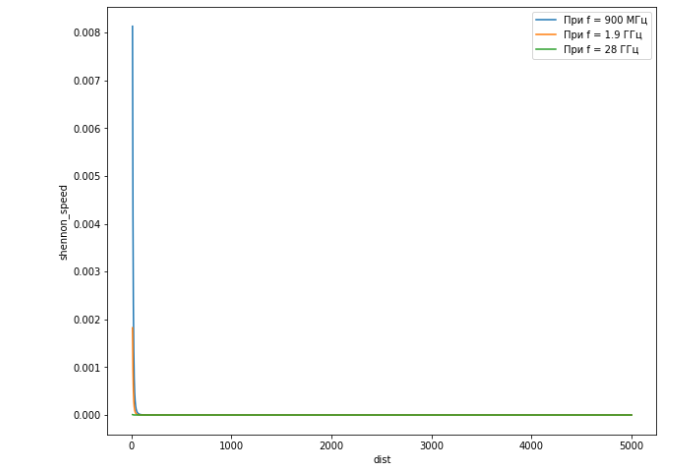 При f = 900 МГц
При f = 1.9 ГГц
При f = 28 ГГц
0.008
0.007
0.006
0.005
0.004
0.003
0.002
0.001
0.000
shennon_speed
0 1000 2000 3000 4000 5000
dist